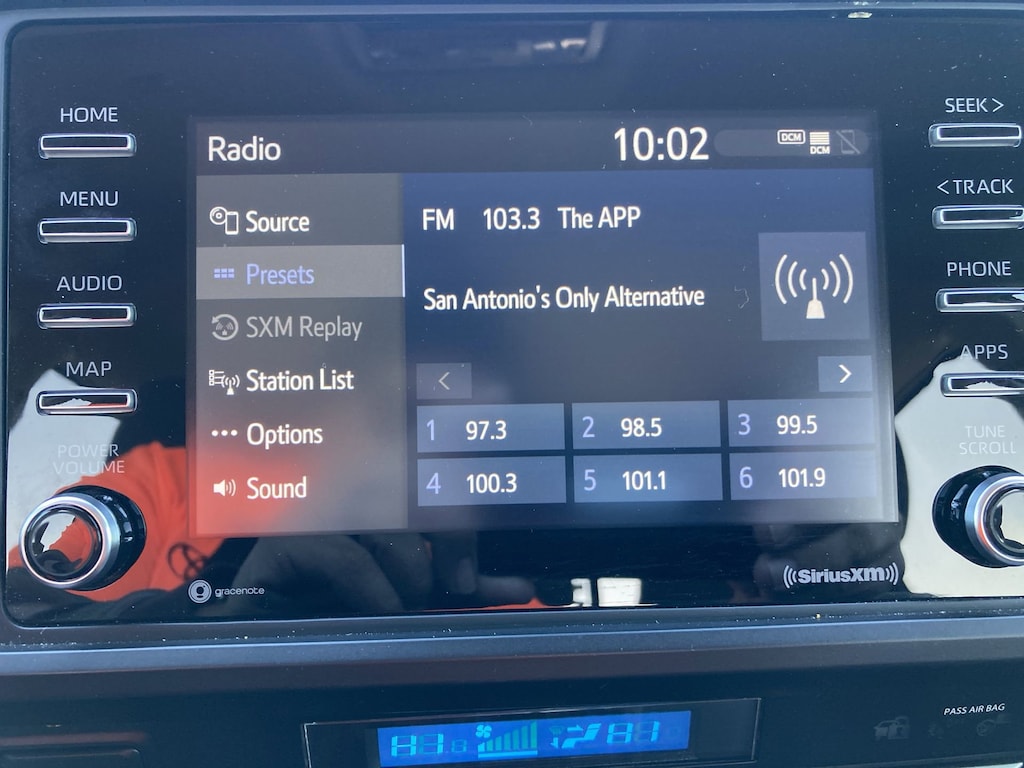 HOME
MENU
AUDIO
MAP
POWER
VOLUME
Radio
10:02
DCM
DCM
Source
Presets
SXM Replay
Station List
Options
Sound
FM 103.3 The APP
San Antonio's Only Alternative
<
>
1 97.3
2 98.5
3 99.5
4 100.3
5 101.1
6 101.9
SEEK >
< TRACK
PHONE
APPS
TUNE
SCROLL
gracenote
((SiriusXM))
PASS AIR BAG